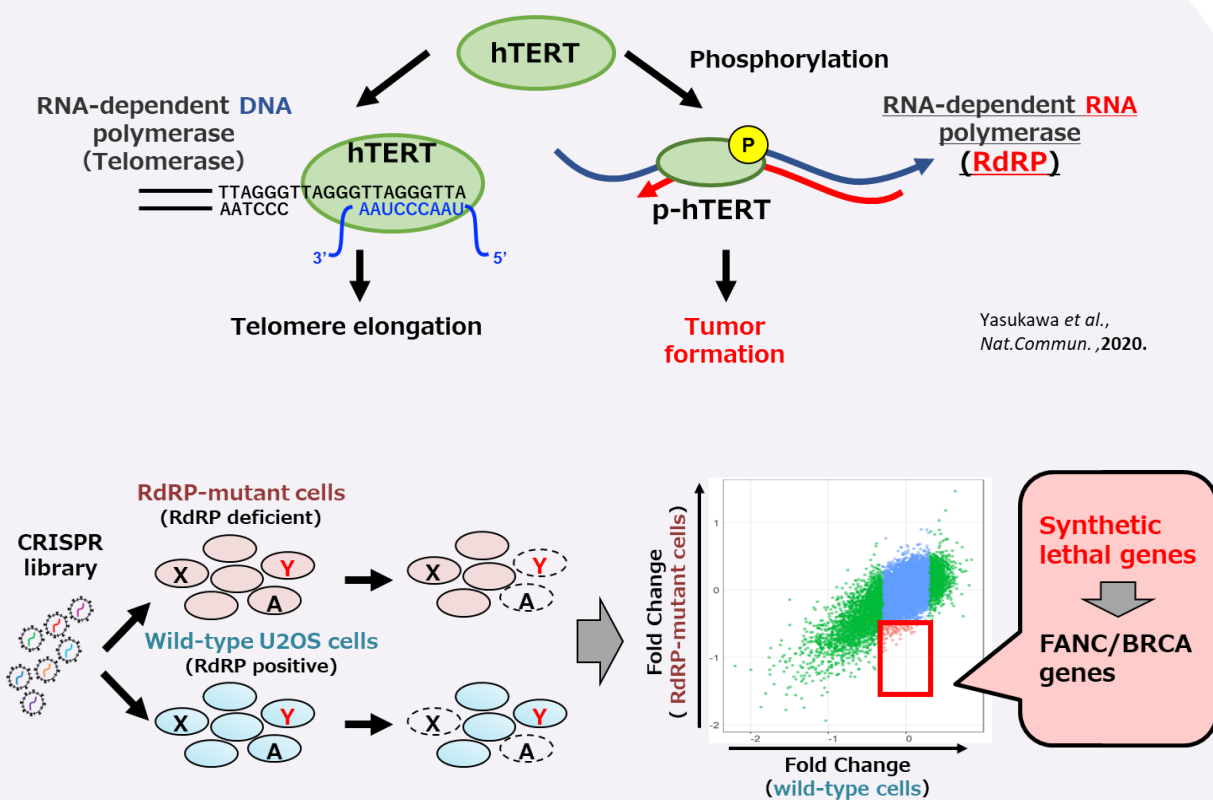 hTERT
Phosphorylation
RNA-dependent DNA
polymerase
(Telomerase)
hTERT
TTAGGGTTAGGGTTAGGGTTA
AATCCC
AAUCCCAAU
3’
5’
Telomere elongation
P
p-hTERT
RNA-dependent RNA
polymerase
(RdRP)
Tumor
formation
Yasukawa et al.,
Nat.Commun. ,2020.
CRISPR
library
RdRP-mutant cells
(RdRP deficient)
X
Y
A
X
Y
A
Wild-type U2OS cells
(RdRP positive)
X
Y
A
X
Y
A
Fold Change
( RdRP-mutant cells)
1
0
-1
-2
-2
-1
0
Fold Change
(wild-type cells)
Synthetic
lethal genes
FANC/BRCA
genes